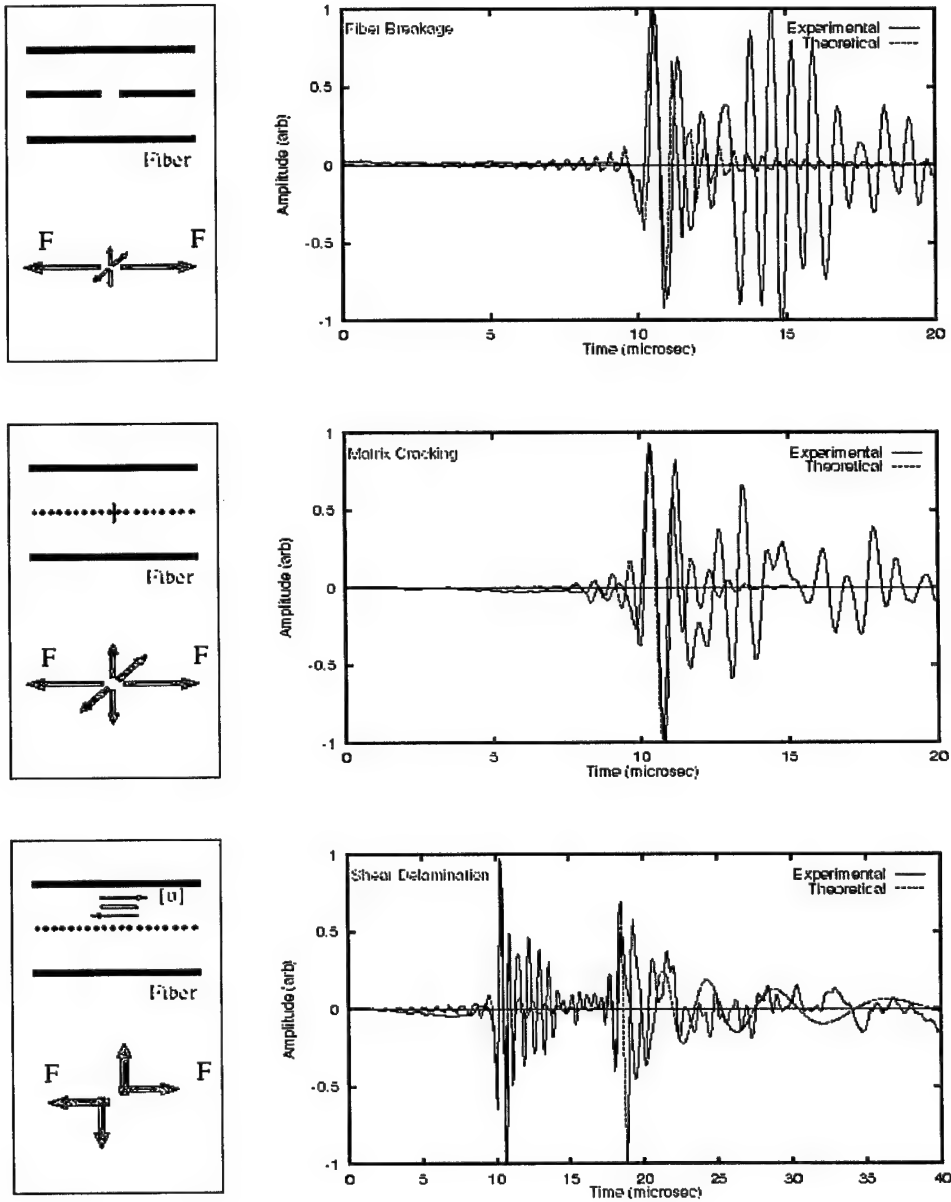 Fiber
F F
Fiber Breakage
Experimental
Theoretical
Amplitude (arb)
1
0.5
0
-0.5
-1
0 5 10 15 20
Time (microsec)
Fiber
F F
Matrix Cracking
Experimental
Theoretical
Amplitude (arb)
1
0.5
0
-0.5
-1
0 5 10 15 20
Time (microsec)
[u]
Fiber
F F
Shear Delamination
Experimental
Theoretical
Amplitude (arb)
1
0.5
0
-0.5
-1
0 5 10 15 20 25 30 35 40
Time (microsec)